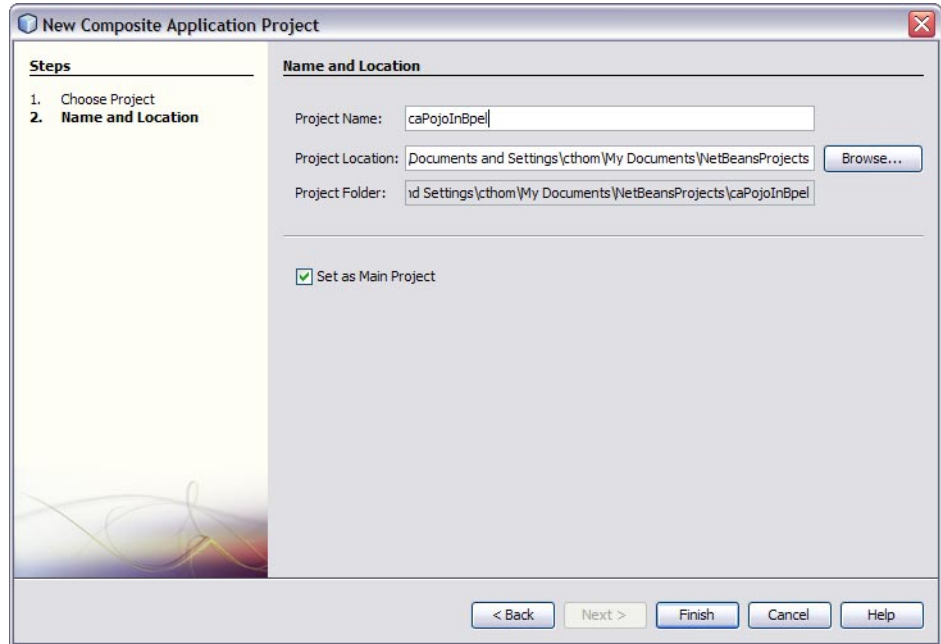 New Composite Application Project
Steps
1. Choose Project
2. Name and Location
Name and Location
Project Name: caPojoInBpel
Project Location: Documents and Settings\cthom\My Documents\NetBeansProjects Browse...
Project Folder: nd Settings\cthom\My Documents\NetBeansProjects\caPojoInBpel
Set as Main Project
< Back Next > Finish Cancel Help